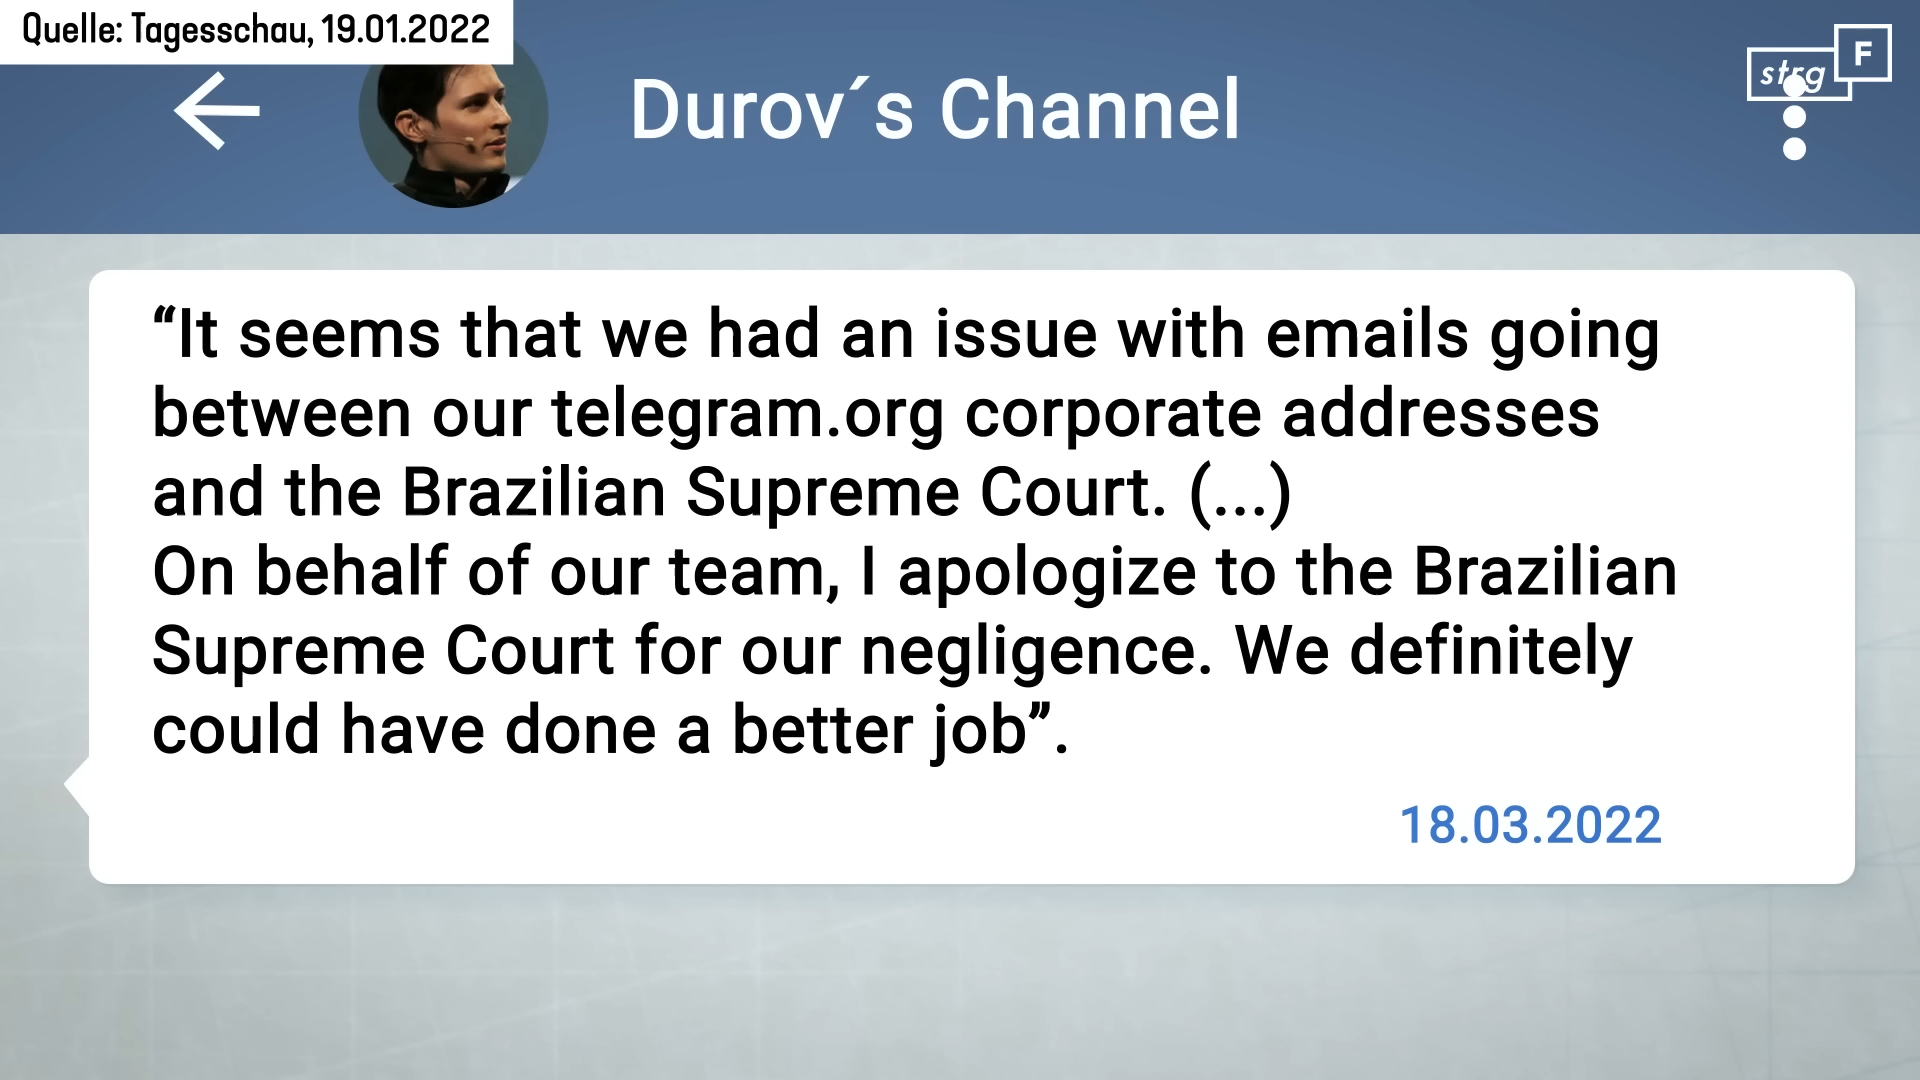 Quelle: Tagesschau, 19.01.2022
strg F
Durov´s Channel
“It seems that we had an issue with emails going
between our telegram.org corporate addresses
and the Brazilian Supreme Court. (...)
On behalf of our team, I apologize to the Brazilian
Supreme Court for our negligence. We definitely
could have done a better job”.
18.03.2022